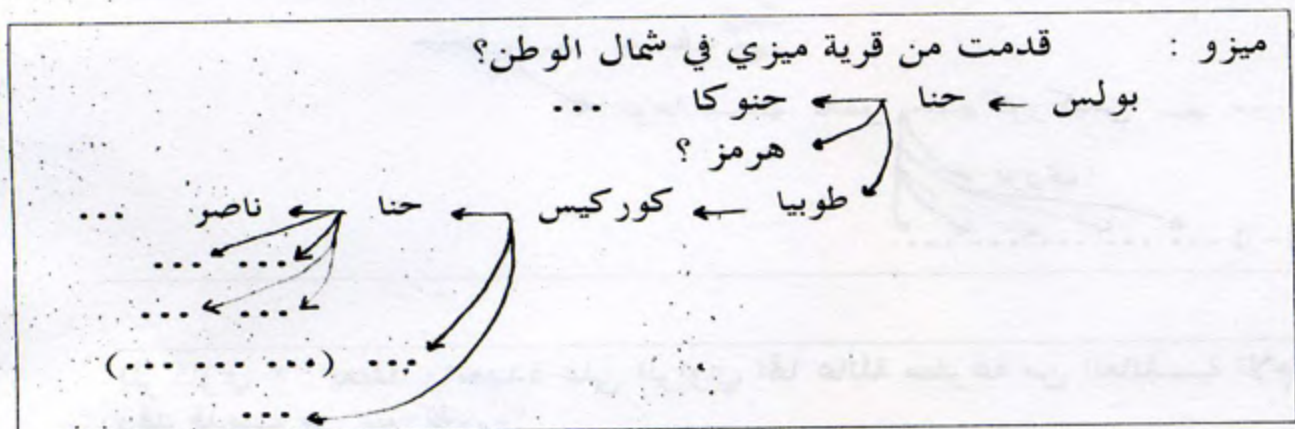 ميزو : قدمت من قرية ميزي في شمال الوطن؟
بولس ← حنا ← حنوكا ...
هرمز ؟
طوبيا ← كوركيس ← حنا ← ناصر ...
... ...
... ...
... (... ... ...)
...